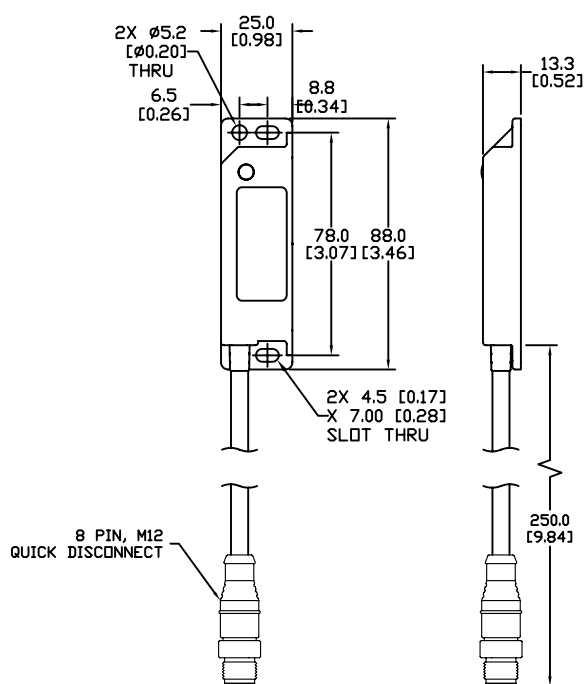 2X Ø5.2
[Ø0.20]
THRU
25.0
[0.98]
6.5
[0.26]
8.8
[0.34]
13.3
[0.52]
78.0
[3.07]
88.0
[3.46]
2X 4.5 [0.17]
X 7.00 [0.28]
SLOT THRU
250.0
[9.84]
8 PIN, M12
QUICK DISCONNECT